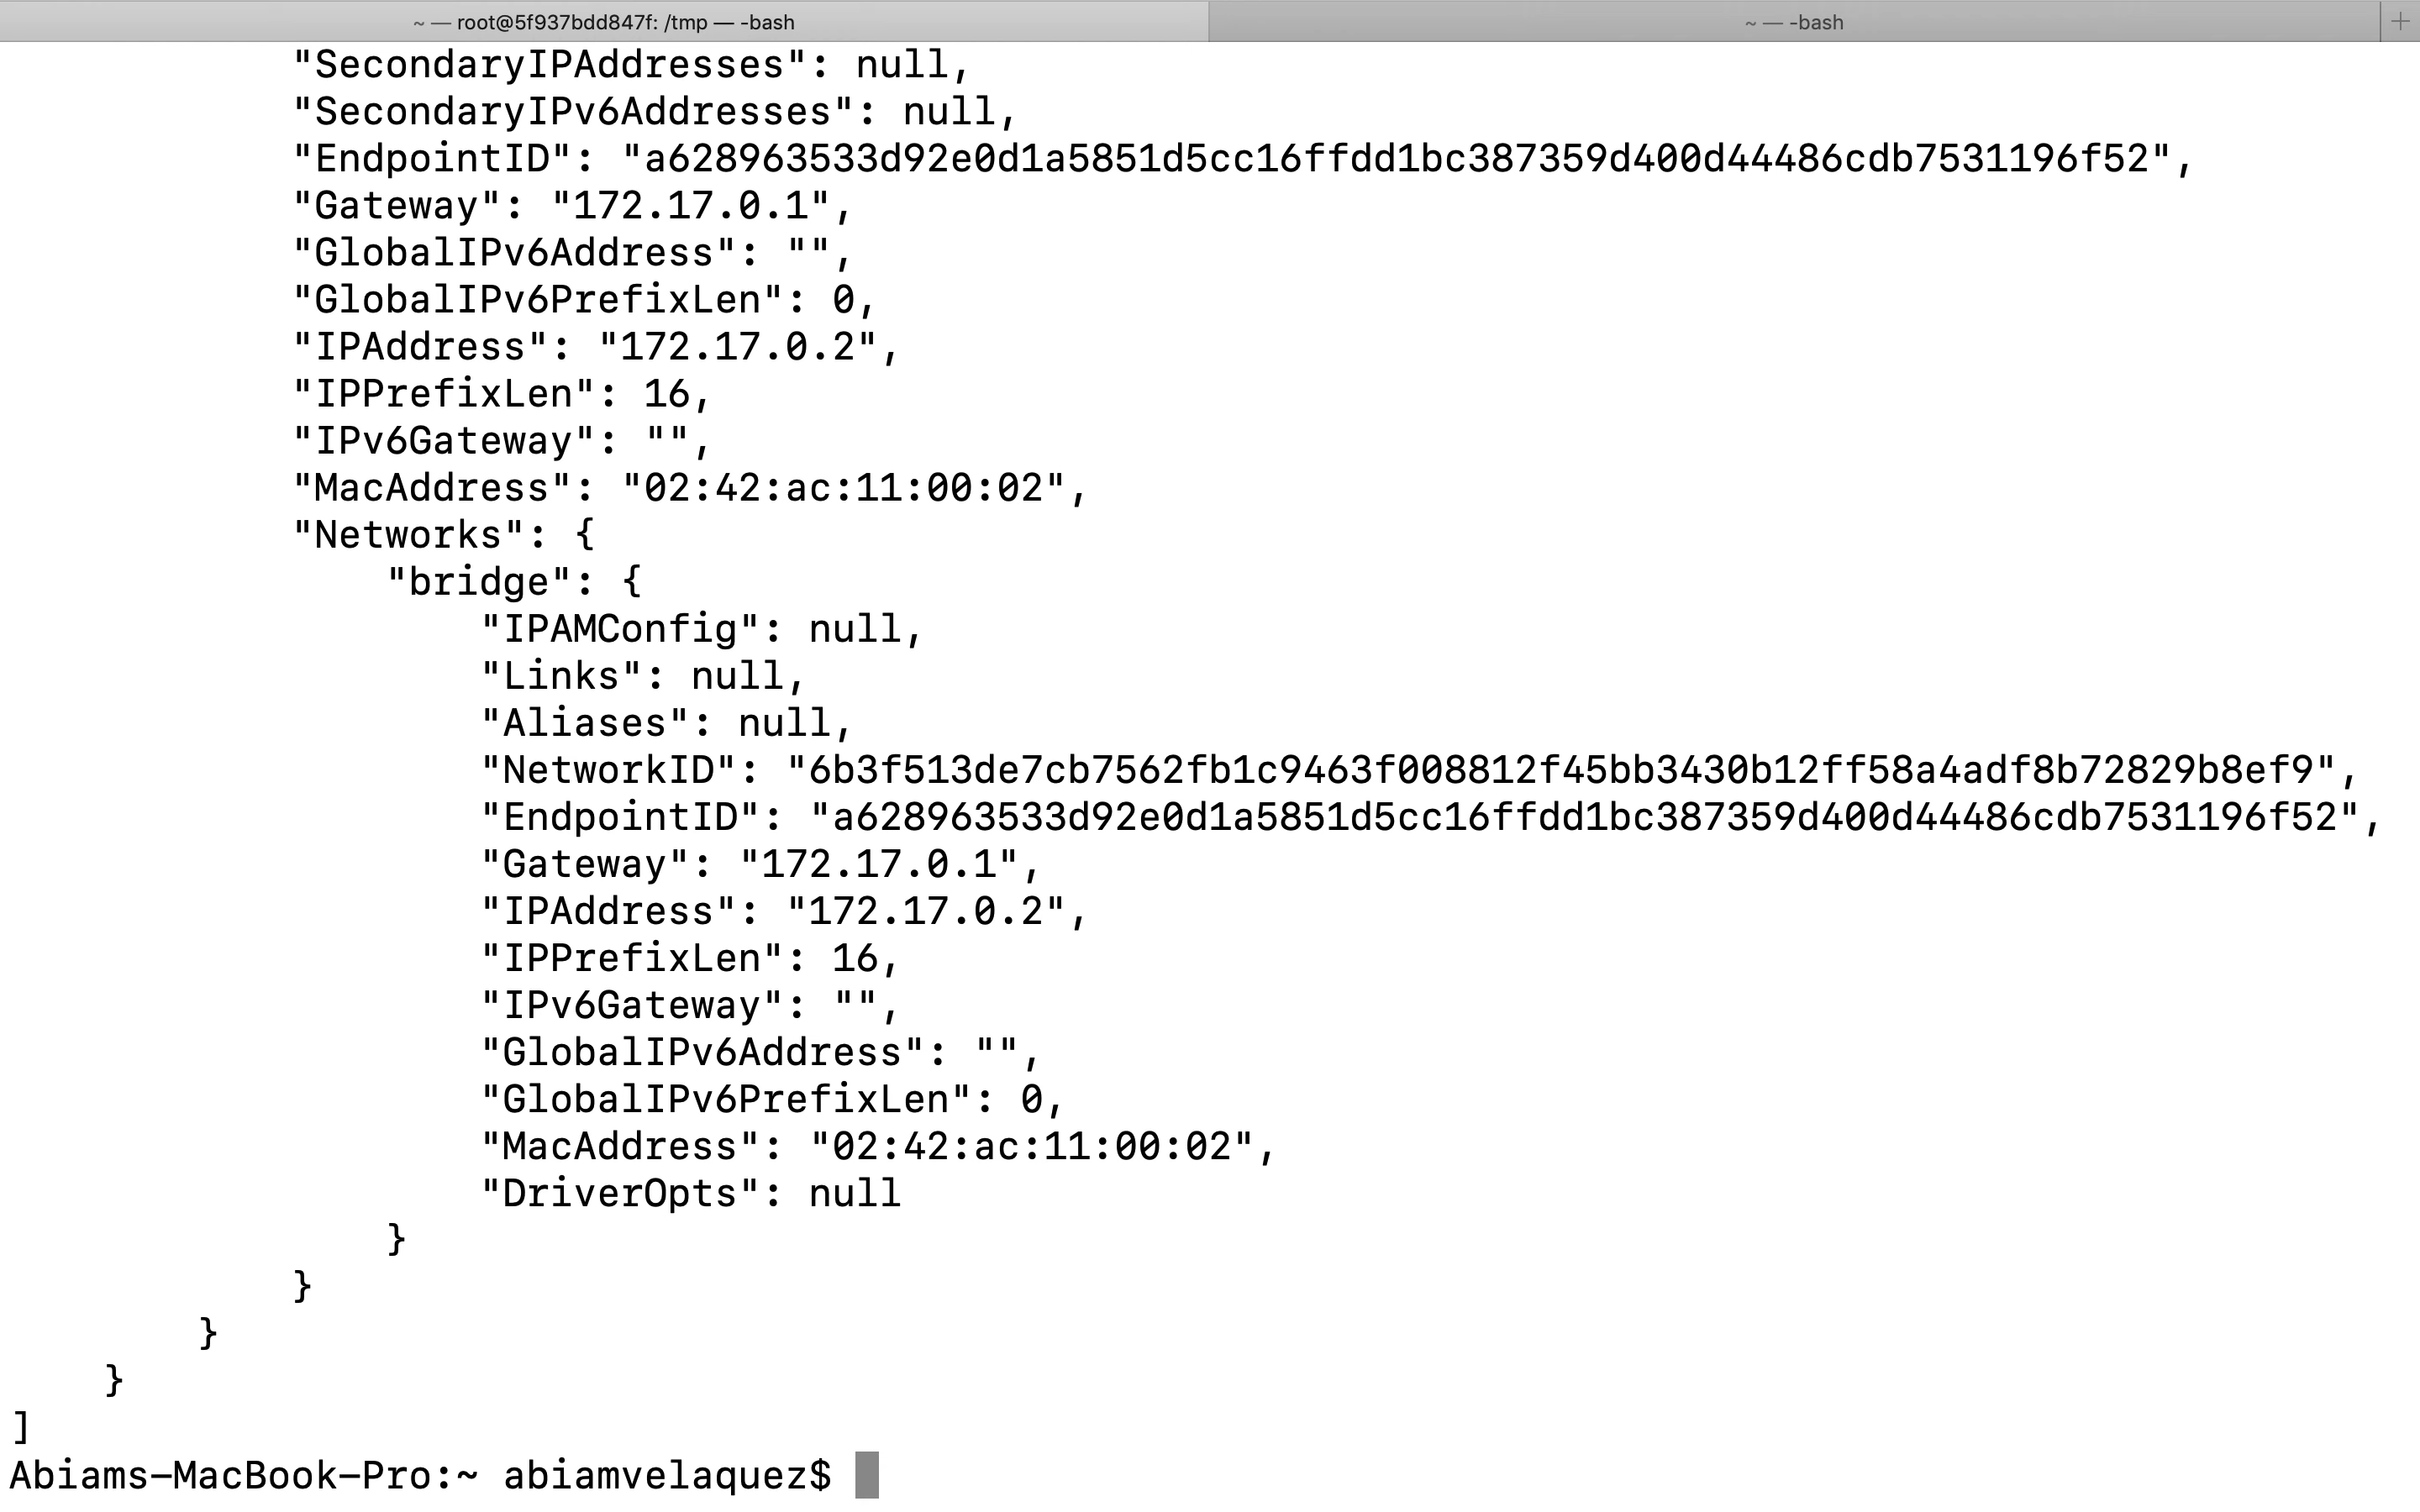 ~ — root@5f937bdd847f: /tmp — -bash
~ — -bash
"SecondaryIPAddresses": null,
"SecondaryIPv6Addresses": null,
"EndpointID": "a628963533d92e0d1a5851d5cc16ffdd1bc387359d400d44486cdb7531196f52",
"Gateway": "172.17.0.1",
"GlobalIPv6Address": "",
"GlobalIPv6PrefixLen": 0,
"IPAddress": "172.17.0.2",
"IPPrefixLen": 16,
"IPv6Gateway": "",
"MacAddress": "02:42:ac:11:00:02",
"Networks": {
"bridge": {
"IPAMConfig": null,
"Links": null,
"Aliases": null,
"NetworkID": "6b3f513de7cb7562fb1c9463f008812f45bb3430b12ff58a4adf8b72829b8ef9",
"EndpointID": "a628963533d92e0d1a5851d5cc16ffdd1bc387359d400d44486cdb7531196f52",
"Gateway": "172.17.0.1",
"IPAddress": "172.17.0.2",
"IPPrefixLen": 16,
"IPv6Gateway": "",
"GlobalIPv6Address": "",
"GlobalIPv6PrefixLen": 0,
"MacAddress": "02:42:ac:11:00:02",
"DriverOpts": null
}
}
}
}
]
Abiams-MacBook-Pro:~ abiamvelaquez$